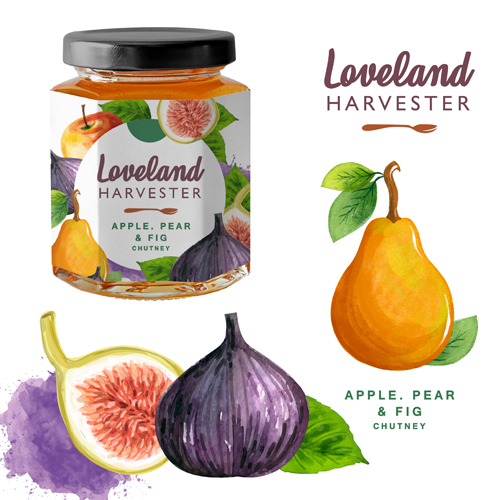 Loveland
HARVESTER
APPLE. PEAR
& FIG
CHUTNEY
Loveland
HARVESTER
APPLE. PEAR
& FIG
CHUTNEY